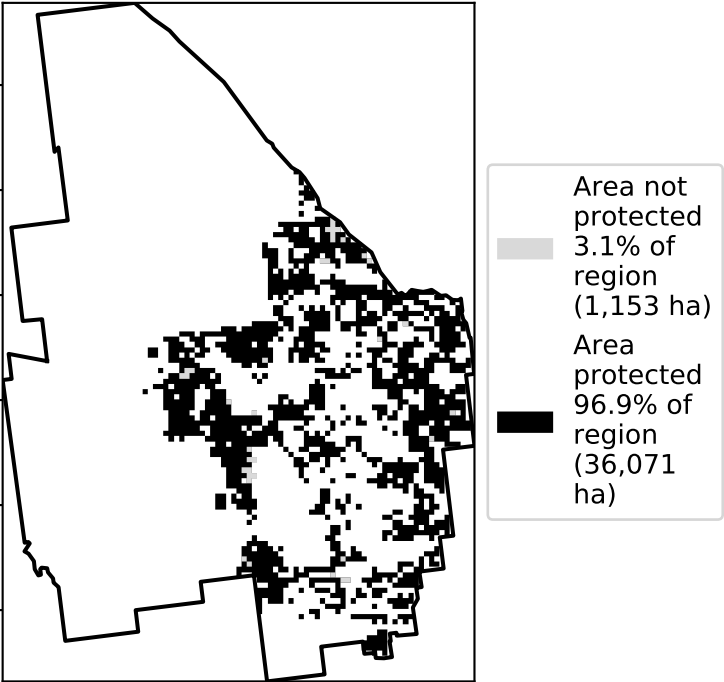 Area not
protected
3.1% of
region
(1,153 ha)
Area
protected
96.9% of
region
(36,071
ha)